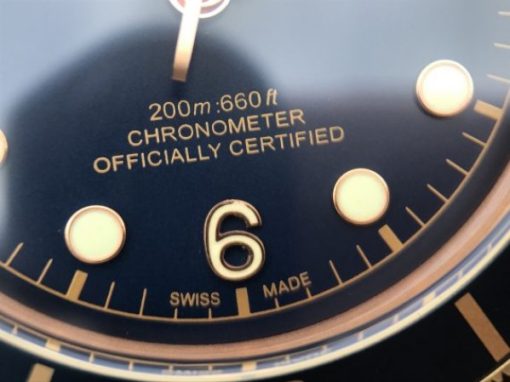 200m:660ft
CHRONOMETER
OFFICIALLY CERTIFIED
6
SWISS MADE